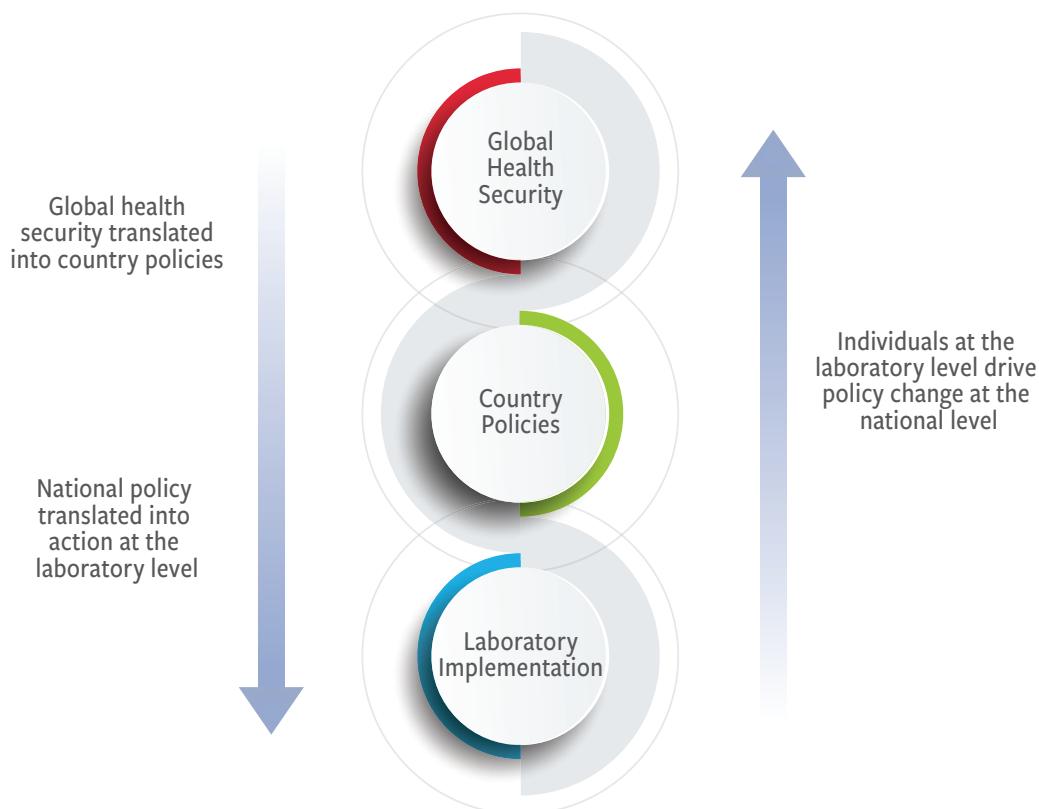 Global
Health
Security
Global health
security translated
into country policies
Individuals at the
laboratory level drive
policy change at the
national level
Country
Policies
National policy
translated into
action at the
laboratory level
Laboratory
Implementation